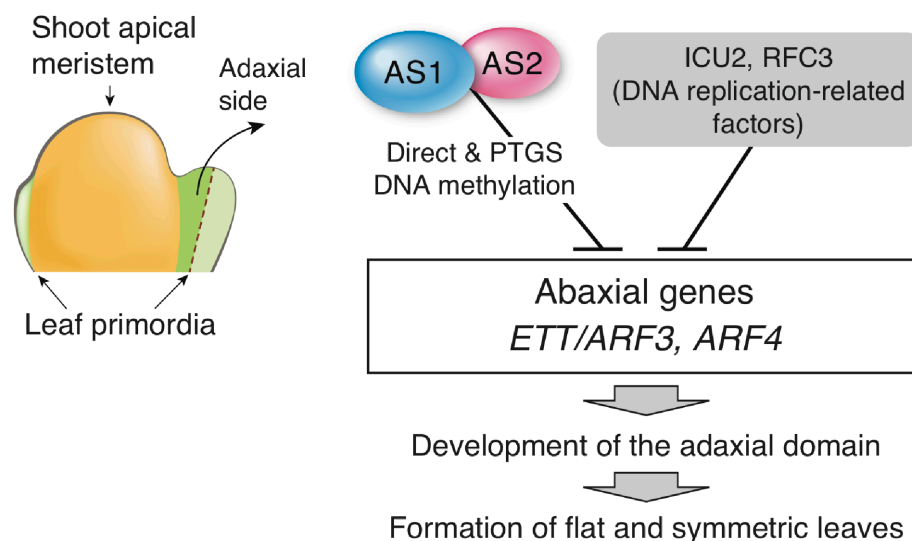 Shoot apical
meristem
Adaxial
side
Leaf primordia
AS1
AS2
Direct & PTGS
DNA methylation
ICU2, RFC3
(DNA replication-related
factors)
Abaxial genes
ETT/ARF3, ARF4
Development of the adaxial domain
Formation of flat and symmetric leaves